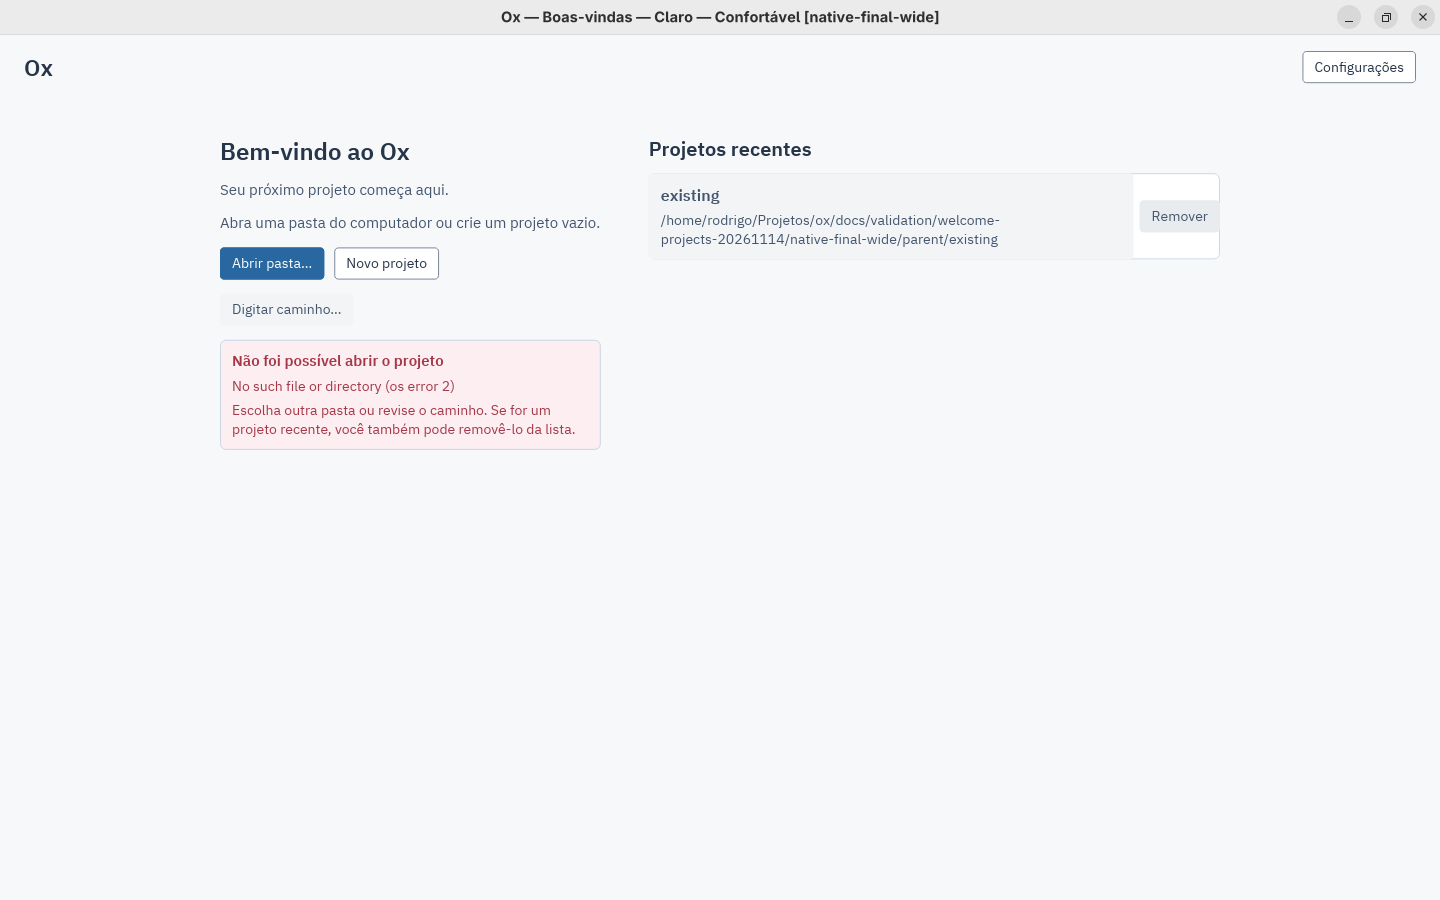 Ox — Boas-vindas — Claro — Confortável [native-final-wide]
Ox
Configurações
Bem-vindo ao Ox
Seu próximo projeto começa aqui.
Abra uma pasta do computador ou crie um projeto vazio.
Abrir pasta...
Novo projeto
Digitar caminho...
Não foi possível abrir o projeto
No such file or directory (os error 2)
Escolha outra pasta ou revise o caminho. Se for um
projeto recente, você também pode removê-lo da lista.
Projetos recentes
existing
/home/rodrigo/Projetos/ox/docs/validation/welcome-
projects-20261114/native-final-wide/parent/existing
Remover